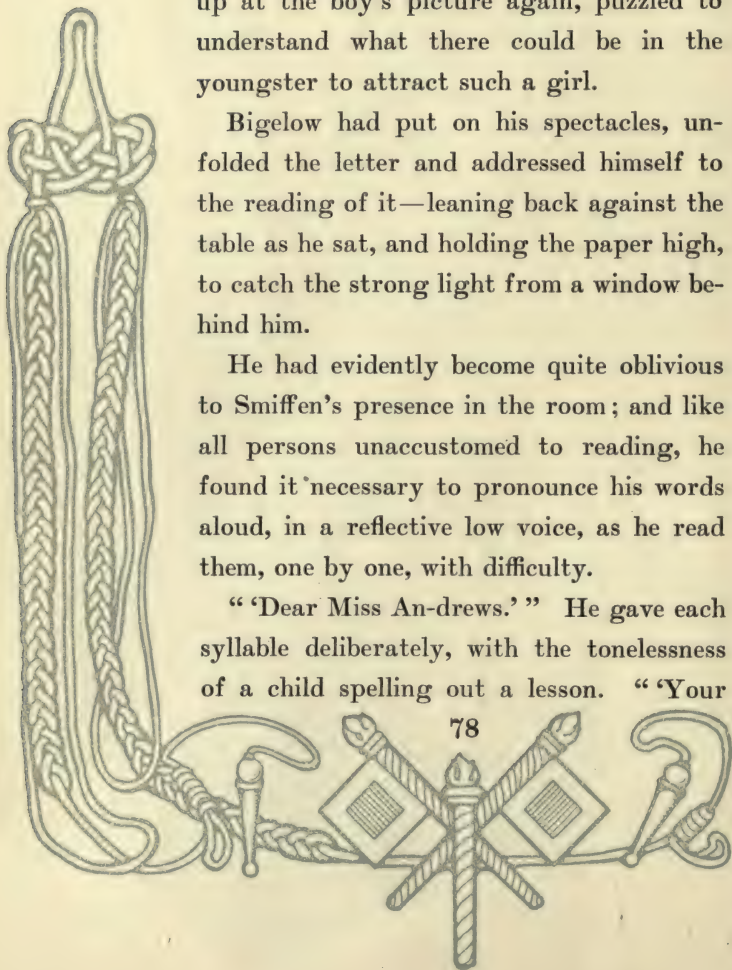 up at the boy's picture again, puzzled to
understand what there could be in the
youngster to attract such a girl.
Bigelow had put on his spectacles, un-
folded the letter and addressed himself to
the reading of it—leaning back against the
table as he sat, and holding the paper high,
to catch the strong light from a window be-
hind him.
He had evidently become quite oblivious
to Smiffen's presence in the room; and like
all persons unaccustomed to reading, he
found it necessary to pronounce his words
aloud, in a reflective low voice, as he read
them, one by one, with difficulty.
“ ‘Dear Miss An-drews.’ ” He gave each
syllable deliberately, with the tonelessness
of a child spelling out a lesson. “ ‘Your
78